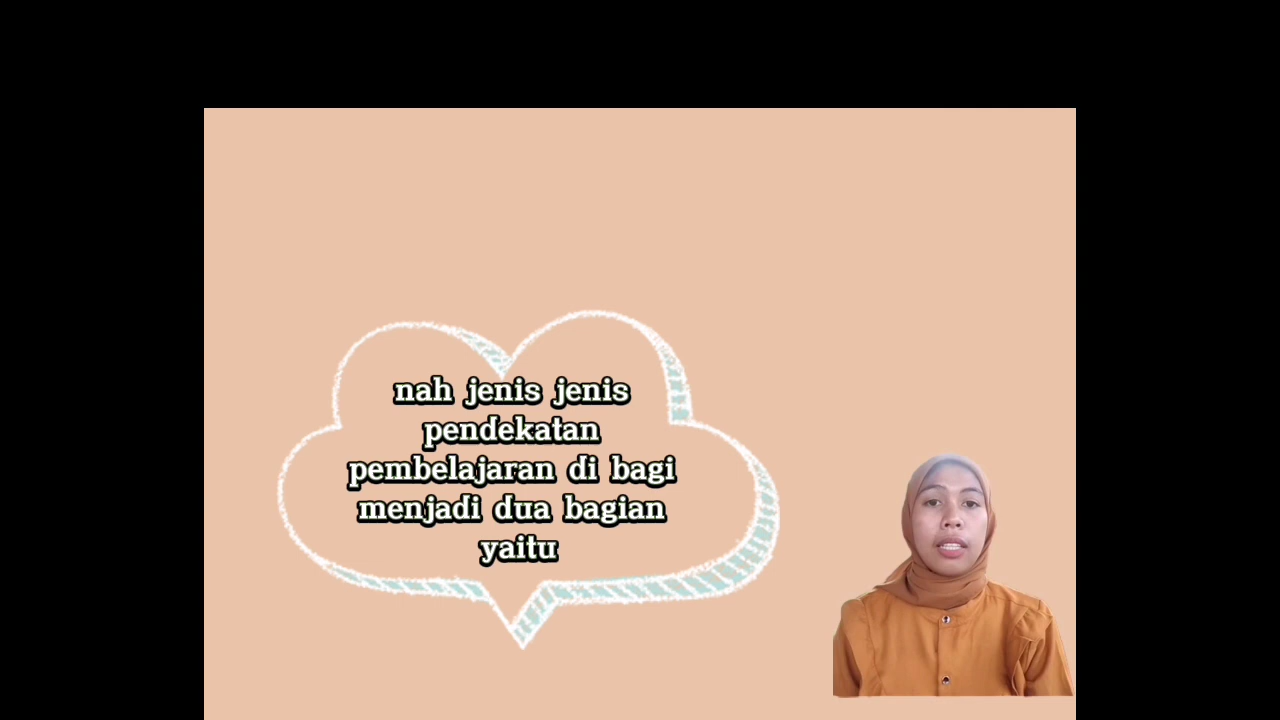 nah jenis jenis
pendekatan
pembelajaran di bagi
menjadi dua bagian
yaitu